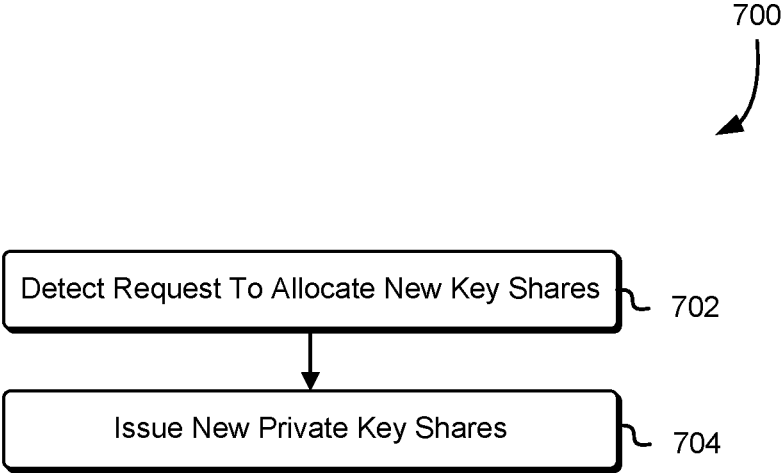 700
Detect Request To Allocate New Key Shares
702
Issue New Private Key Shares
704